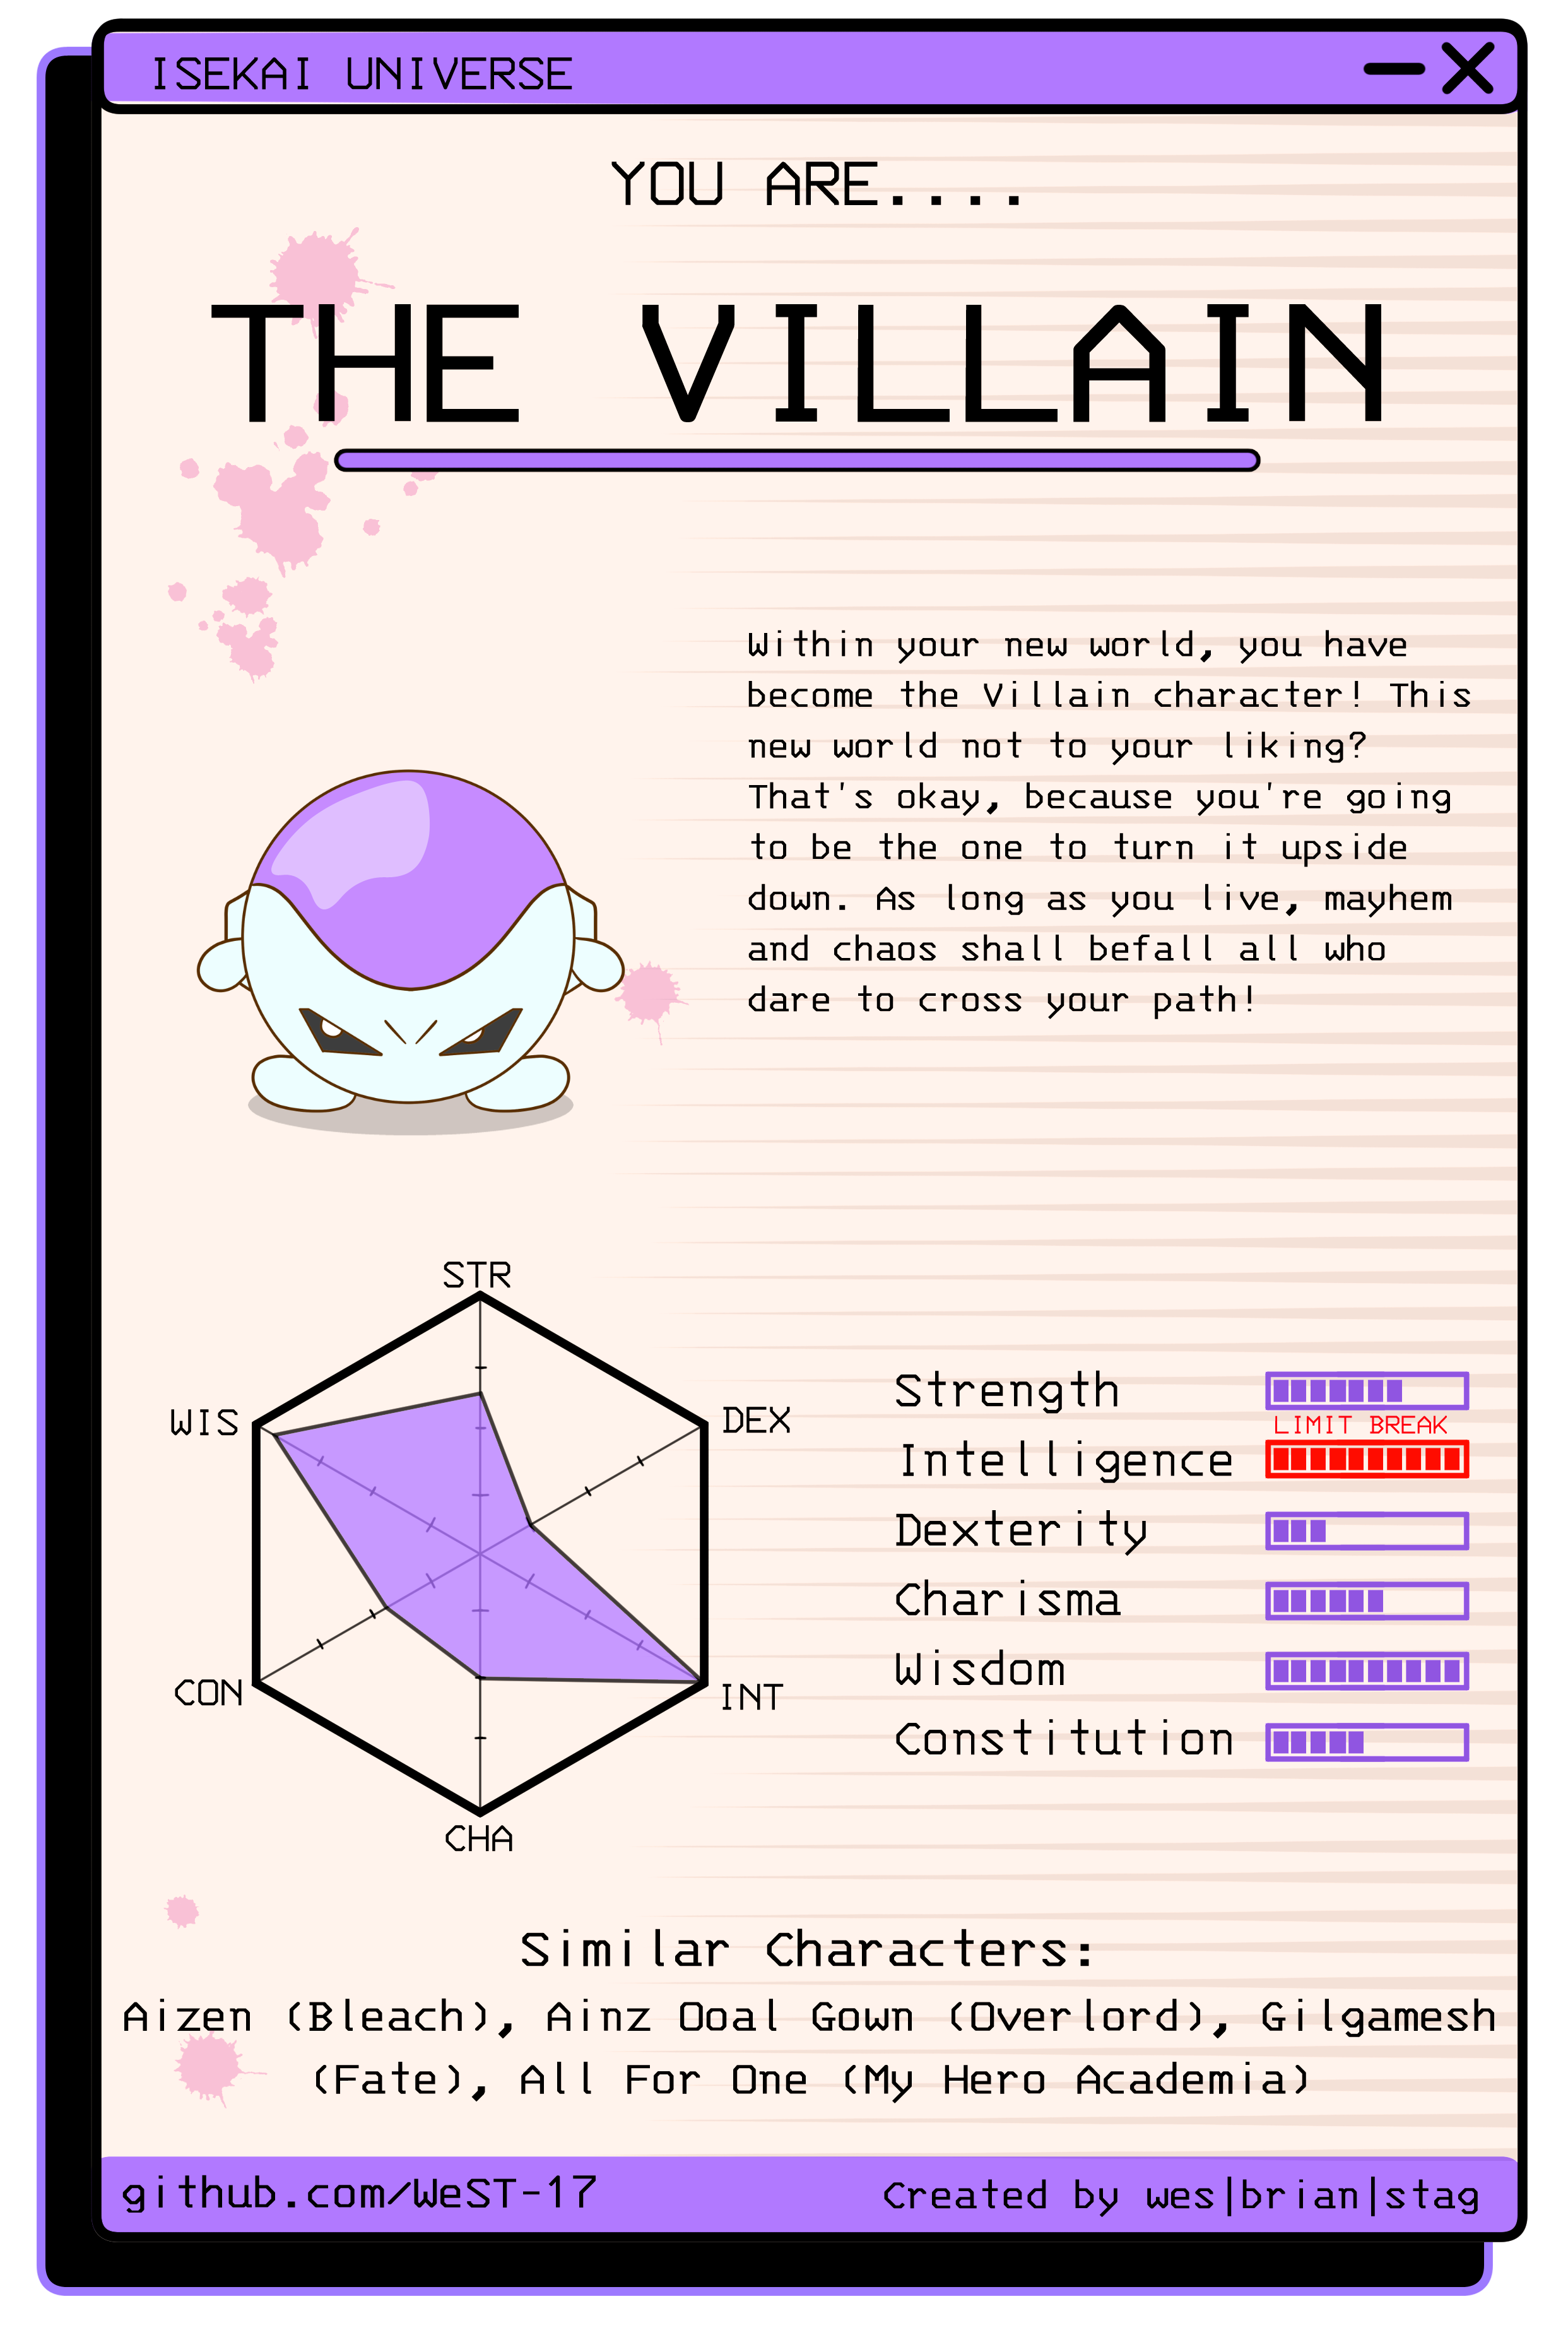 ISEKAI UNIVERSE
YOU ARE....
THE VILLAIN
Within your new world, you have
become the Villain character! This
new world not to your liking?
That's okay, because you're going
to be the one to turn it upside
down. As long as you live, mayhem
and chaos shall befall all who
dare to cross your path!
STR
WIS
DEX
CON
INT
CHA
Strength
LIMIT BREAK
Intelligence
Dexterity
Charisma
Wisdom
Constitution
Similar Characters:
Aizen (Bleach), Ainz Ooal Gown (Overlord), Gilgamesh
(Fate), All For One (My Hero Academia)
github.com/WeST-17
Created by wes|brian|stag